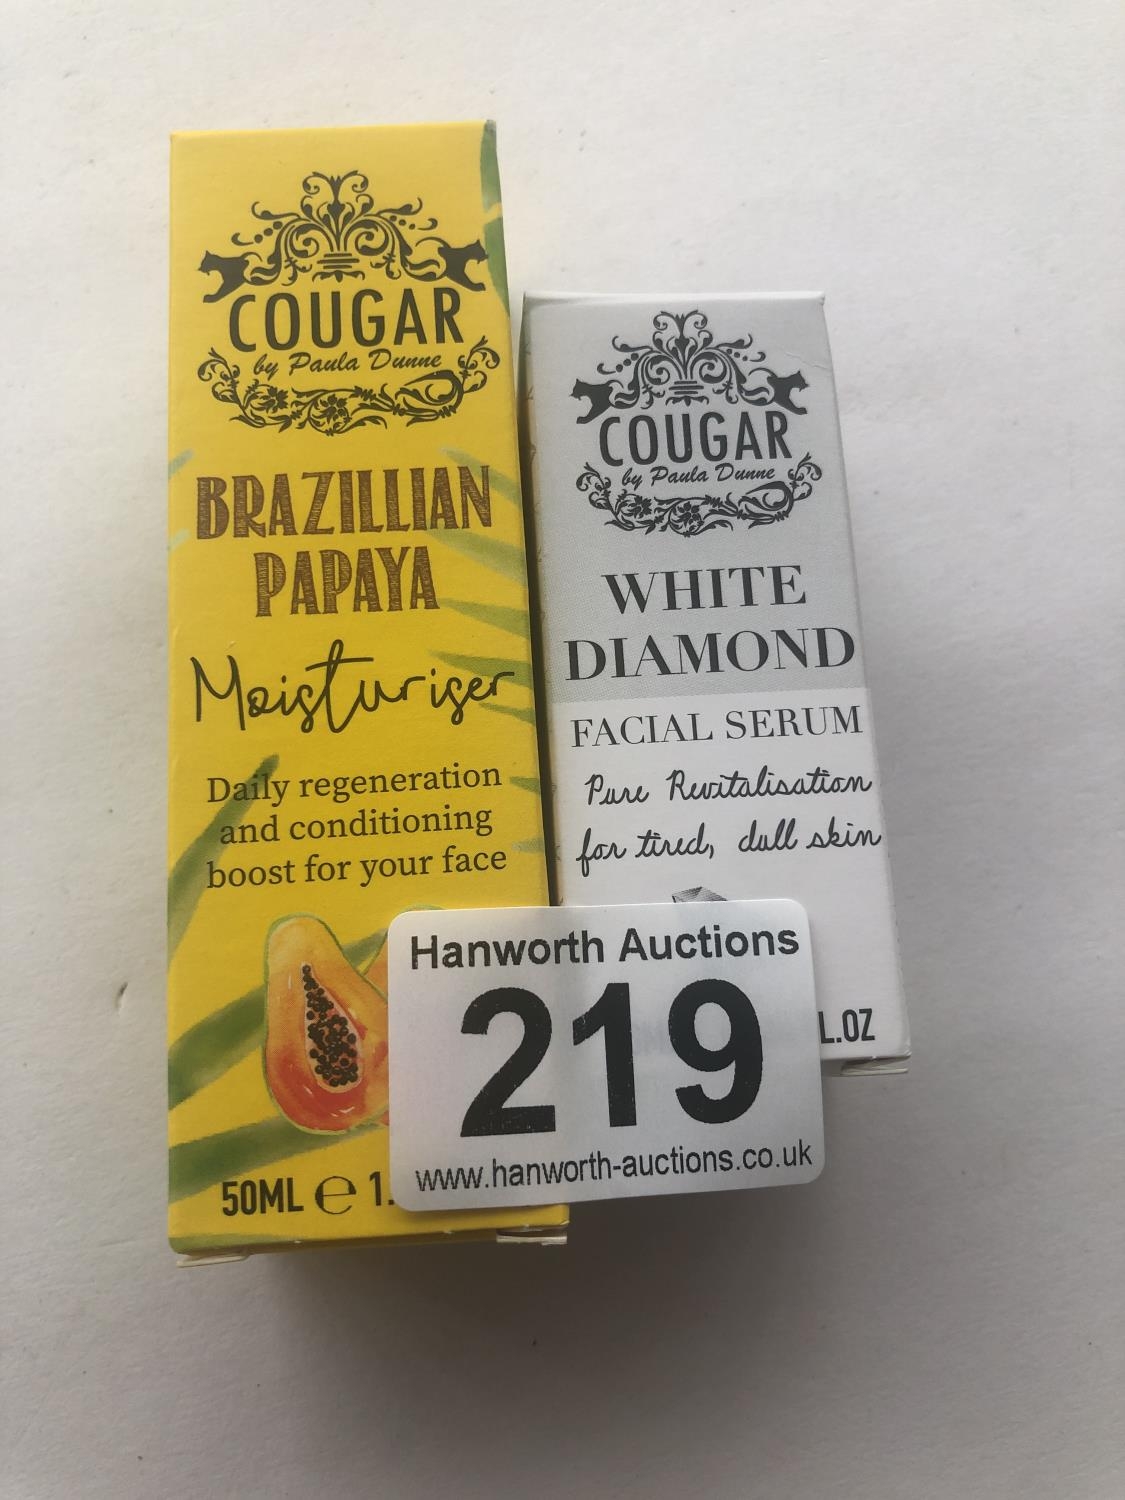 COUGAR
by Paula Dunne
BRAZILLIAN
PAPAYA
Moisturiser
Daily regeneration
and conditioning
boost for your face
50ML ℮ 1.
COUGAR
by Paula Dunne
WHITE
DIAMOND
FACIAL SERUM
Pure Revitalisation
for tired, dull skin
L.OZ
Hanworth Auctions
219
www.hanworth-auctions.co.uk